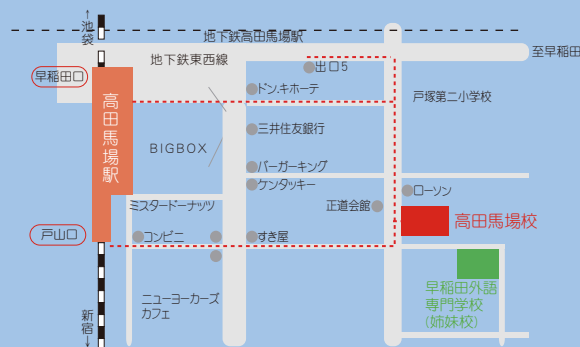 ←池袋
地下鉄高田馬場駅
地下鉄東西線
至早稲田
出口5
早稲田口
ドン.キホーテ
戸塚第二小学校
高田馬場駅
三井住友銀行
BIGBOX
バーガーキング
ケンタッキー
ローソン
ミスタードーナッツ
正道会館
高田馬場校
戸山口
コンビニ
すき屋
早稲田外語
専門学校
(姉妹校)
ニューヨーカーズ
カフェ
新宿→